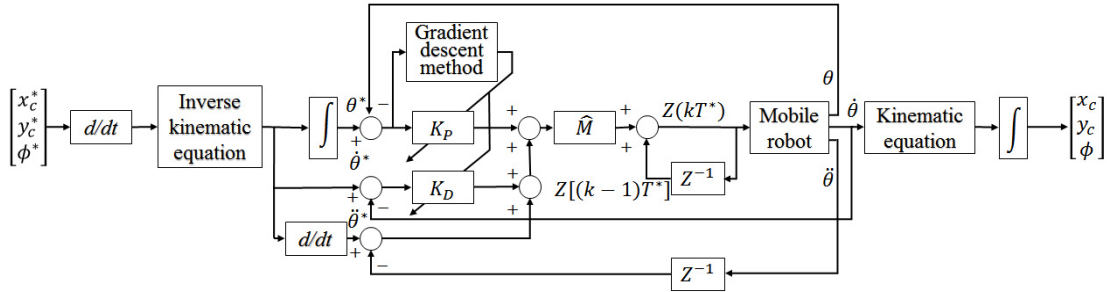 Gradient
descent
method
θ
[x_c^*
y_c^*
ϕ^*]
d/dt
Inverse
kinematic
equation
∫
θ^*
−
+
K_P
+
+
M̂
+
+
Z(kT^*)
Mobile
robot
θ̇
Kinematic
equation
∫
[x_c
y_c
ϕ]
θ̇^*
+
−
K_D
+
+
Z[(k − 1)T^*]
Z^{-1}
θ̈
d/dt
θ̈^*
+
−
Z^{-1}